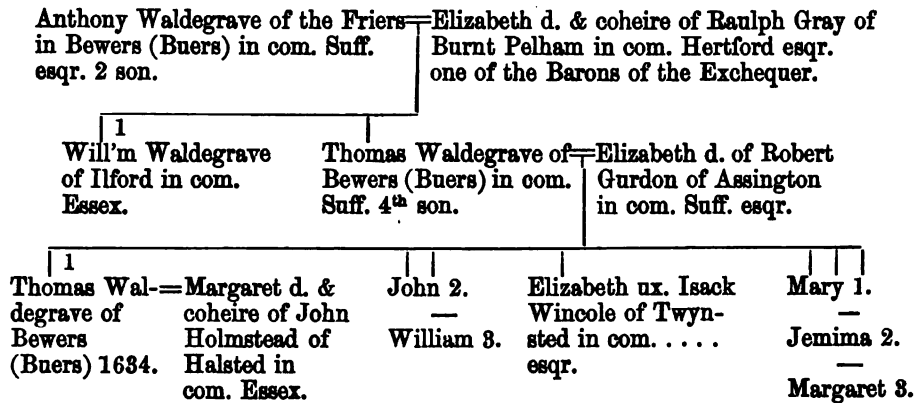 Anthony Waldegrave of the Friers
in Bewers (Buers) in com. Suff.
esqr. 2 son.
Elizabeth d. & coheire of Raulph Gray of
Burnt Pelham in com. Hertford esqr.
one of the Barons of the Exchequer.
1
Will'm Waldegrave
of Ilford in com.
Essex.
Thomas Waldegrave of
Bewers (Buers) in com.
Suff. 4th son.
Elizabeth d. of Robert
Gurdon of Assington
in com. Suff. esqr.
1
Thomas Wal-
degrave of
Bewers
(Buers) 1634.
Margaret d. &
coheire of John
Holmstead of
Halsted in
com. Essex.
John 2.
—
William 3.
Elizabeth ux. Isack
Wincole of Twyn-
sted in com. . . . . .
esqr.
Mary 1.
—
Jemima 2.
—
Margaret 3.